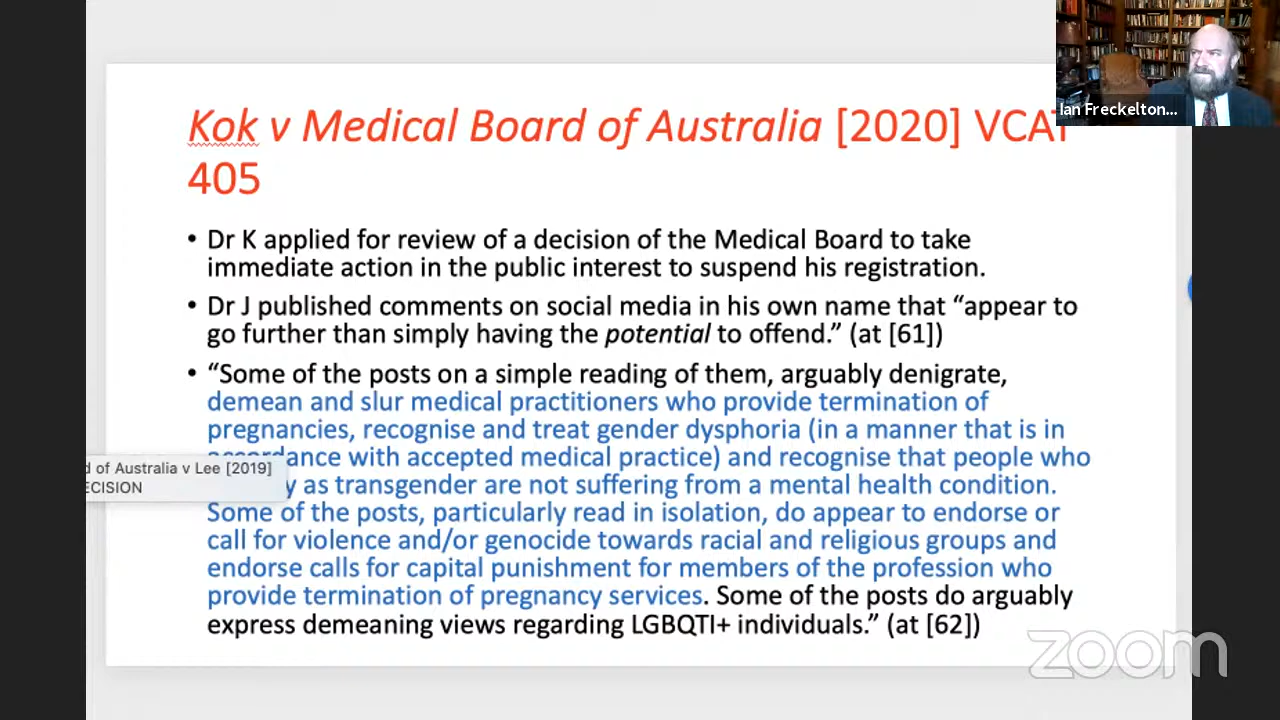 Kok v Medical Board of Australia [2020] VCAT
405
Ian Freckelton...
• Dr K applied for review of a decision of the Medical Board to take
immediate action in the public interest to suspend his registration.
• Dr J published comments on social media in his own name that “appear to
go further than simply having the potential to offend.” (at [61])
• “Some of the posts on a simple reading of them, arguably denigrate,
demean and slur medical practitioners who provide termination of
pregnancies, recognise and treat gender dysphoria (in a manner that is in
accordance with accepted medical practice) and recognise that people who
d of Australia v Lee [2019]
ECISION
y as transgender are not suffering from a mental health condition.
Some of the posts, particularly read in isolation, do appear to endorse or
call for violence and/or genocide towards racial and religious groups and
endorse calls for capital punishment for members of the profession who
provide termination of pregnancy services. Some of the posts do arguably
express demeaning views regarding LGBQTI+ individuals.” (at [62])
zoom